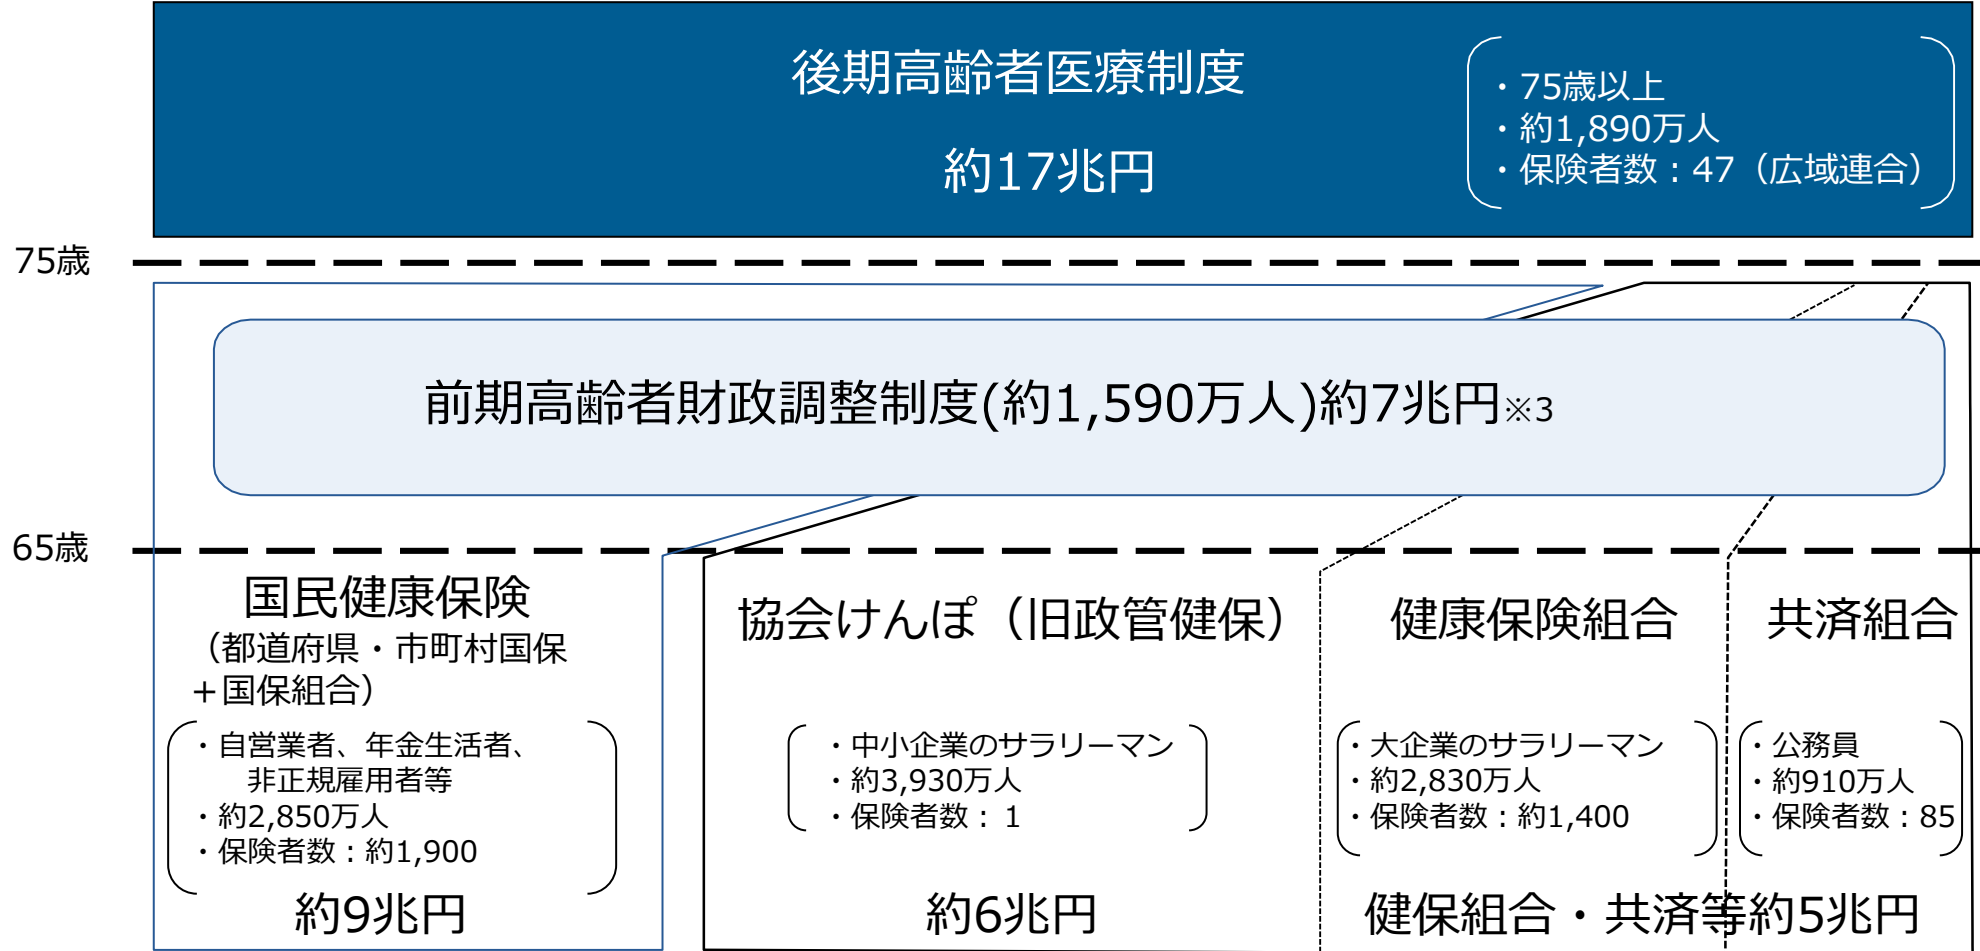 後期高齢者医療制度
約17兆円
・75歳以上
・約1,890万人
・保険者数：47（広域連合）
75歳
前期高齢者財政調整制度(約1,590万人)約7兆円※3
65歳
国民健康保険
（都道府県・市町村国保
＋国保組合）
・自営業者、年金生活者、
非正規雇用者等
・約2,850万人
・保険者数：約1,900
約9兆円
協会けんぽ（旧政管健保）
・中小企業のサラリーマン
・約3,930万人
・保険者数：1
約6兆円
健康保険組合
・大企業のサラリーマン
・約2,830万人
・保険者数：約1,400
共済組合
・公務員
・約910万人
・保険者数：85
健保組合・共済等約5兆円